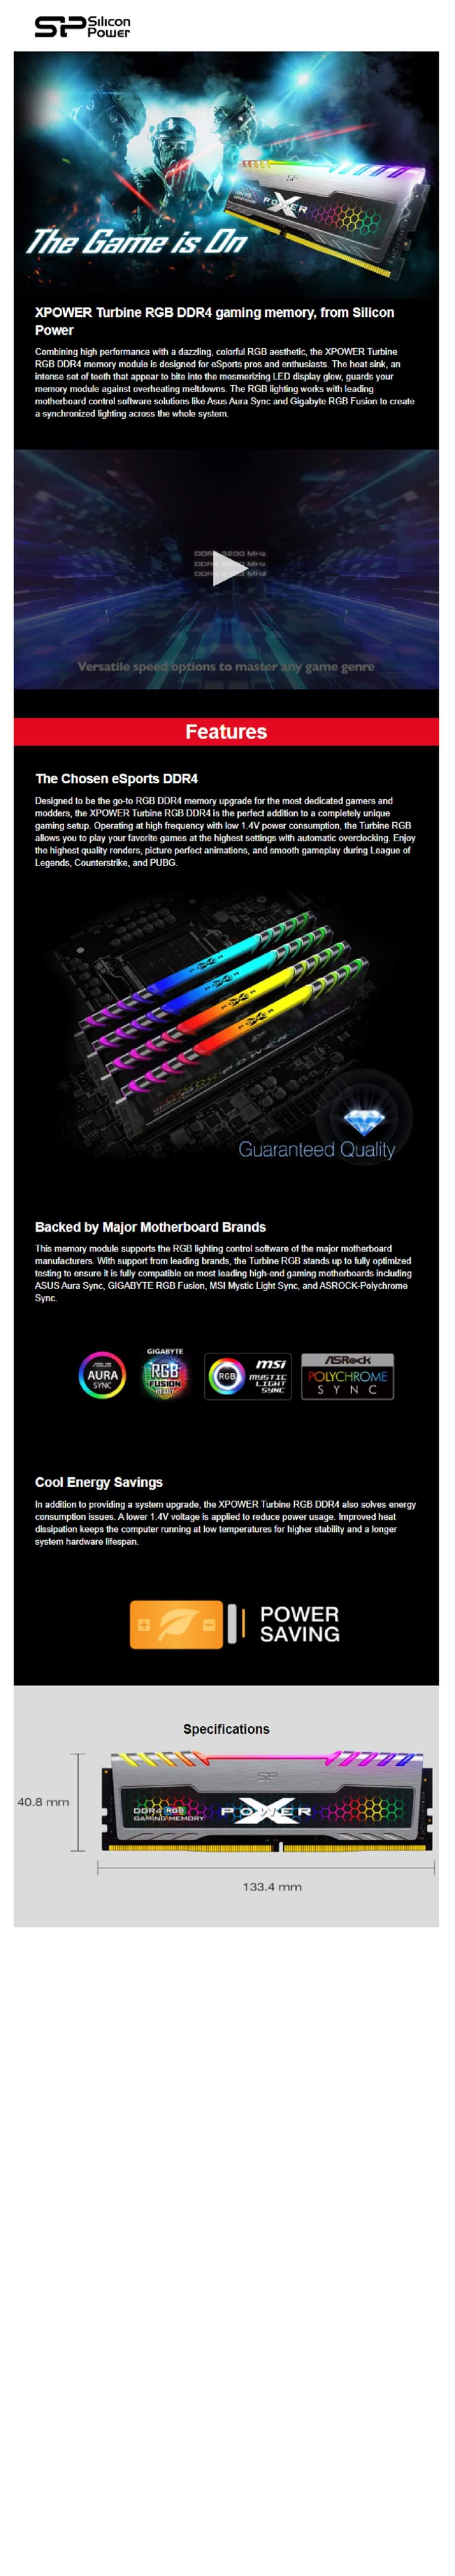 SP Silicon
Power
The Game is On
XPOWER Turbine RGB DDR4 gaming memory, from Silicon
Power
Combining high performance with a dazzling, colorful RGB aesthetic, the XPOWER Turbine
RGB DDR4 memory module is designed for eSports pros and enthusiasts. The heat sink, an
intense set of teeth that appear to bite into the mesmerizing LED display glow, guards your
memory module against overheating meltdowns. The RGB lighting works with leading
motherboard control software solutions like Asus Aura Sync and Gigabyte RGB Fusion to create
a synchronized lighting across the whole system.
3200 MHz
MHz
MHz
Versatile speed options to master any game genre
Features
The Chosen eSports DDR4
Designed to be the go-to RGB DDR4 memory upgrade for the most dedicated gamers and
modders, the XPOWER Turbine RGB DDR4 is the perfect addition to a completely unique
gaming setup. Operating at high frequency with low 1.4V power consumption, the Turbine RGB
allows you to play your favorite games at the highest settings with automatic overclocking. Enjoy
the highest quality renders, picture perfect animations, and smooth gameplay during League of
Legends, Counterstrike, and PUBG.
Guaranteed Quality
Backed by Major Motherboard Brands
This memory module supports the RGB lighting control software of the major motherboard
manufacturers. With support from leading brands, the Turbine RGB stands up to fully optimized
testing to ensure it is fully compatible on most leading high-end gaming motherboards including
ASUS Aura Sync, GIGABYTE RGB Fusion, MSI Mystic Light Sync, and ASROCK-Polychrome
Sync.
ASUS
AURA
SYNC
GIGABYTE
RGB
FUSION
READY
RGB
msi
MYSTIC
LIGHT
SYNC
ASRock
POLYCHROME
SYNC
Cool Energy Savings
In addition to providing a system upgrade, the XPOWER Turbine RGB DDR4 also solves energy
consumption issues. A lower 1.4V voltage is applied to reduce power usage. Improved heat
dissipation keeps the computer running at low temperatures for higher stability and a longer
system hardware lifespan.
POWER
SAVING
Specifications
40.8 mm
SP
DDR4 RGB
GAMING MEMORY
XPOWER
133.4 mm